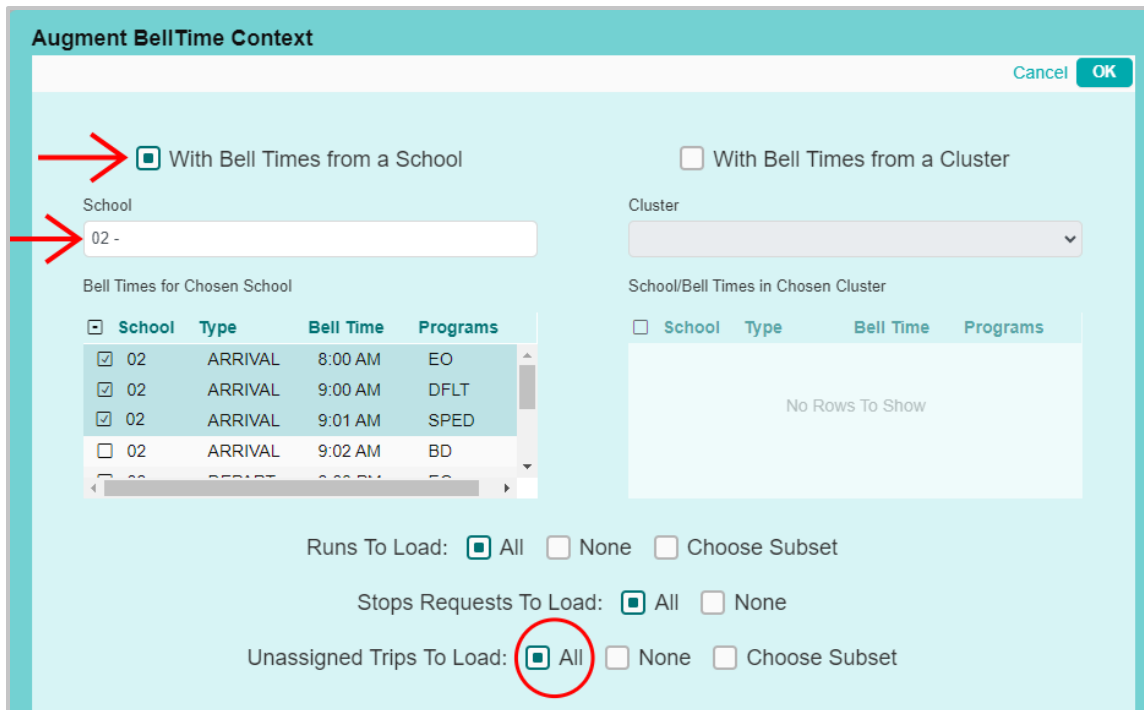 Augment BellTime Context
Cancel OK
With Bell Times from a School
With Bell Times from a Cluster
School
Cluster
02 -
Bell Times for Chosen School
School/Bell Times in Chosen Cluster
School Type Bell Time Programs
School Type Bell Time Programs
02 ARRIVAL 8:00 AM EO
02 ARRIVAL 9:00 AM DFLT
02 ARRIVAL 9:01 AM SPED
02 ARRIVAL 9:02 AM BD
No Rows To Show
Runs To Load: All None Choose Subset
Stops Requests To Load: All None
Unassigned Trips To Load: All None Choose Subset